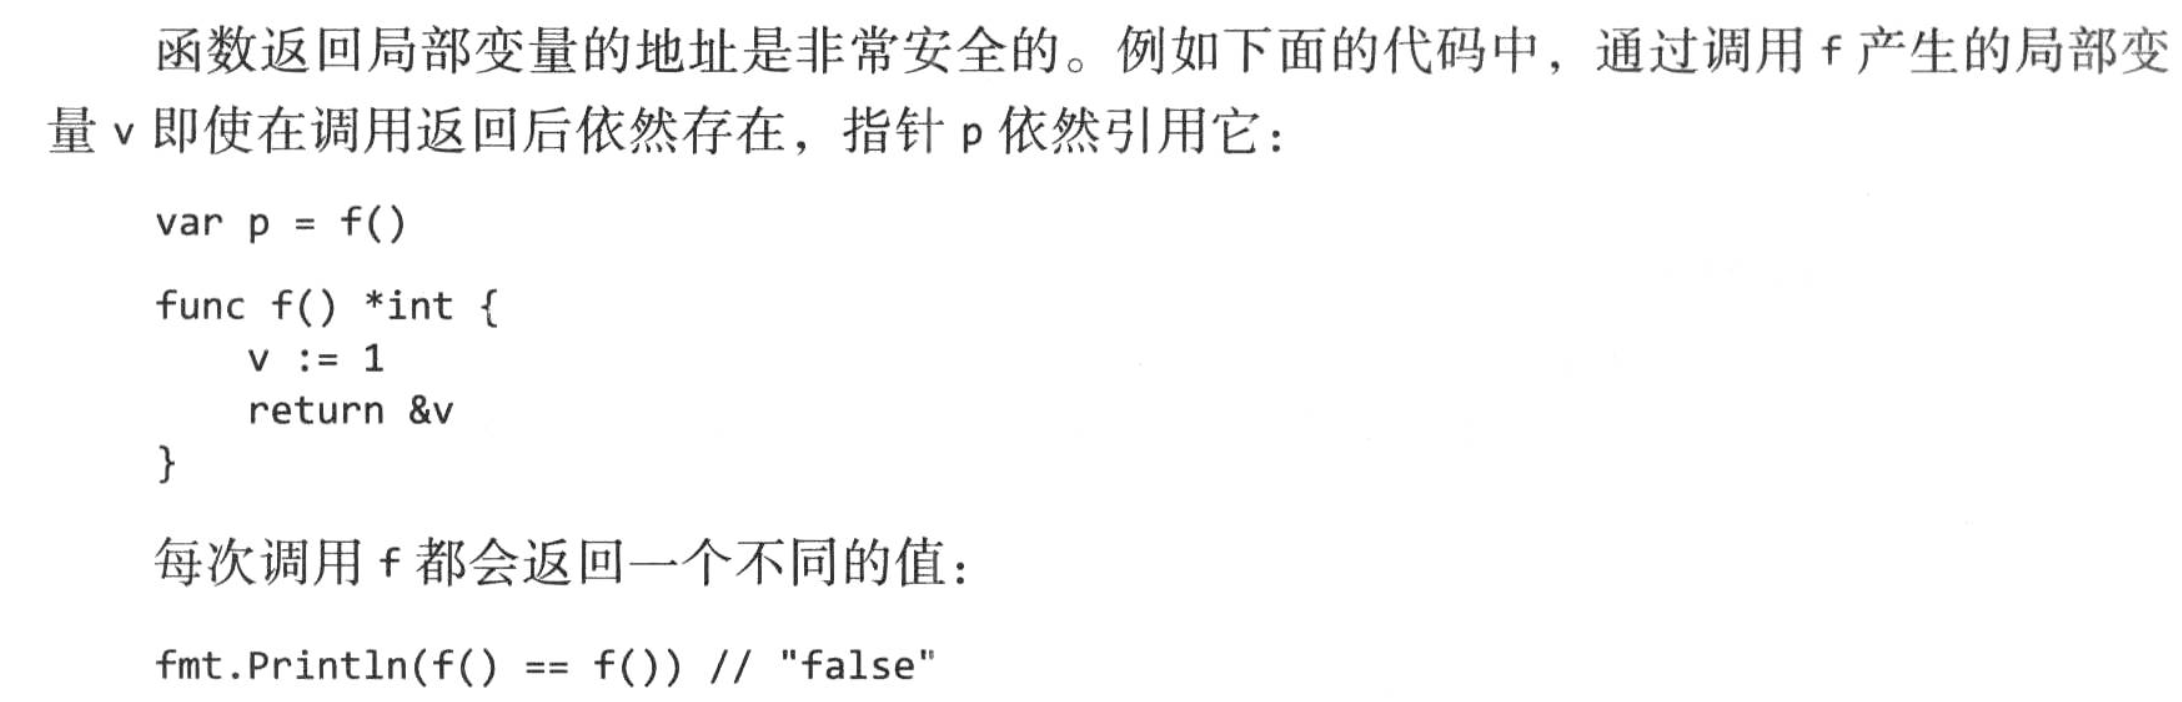 函数返回局部变量的地址是非常安全的。例如下面的代码中，通过调用 f 产生的局部变
量 v 即使在调用返回后依然存在，指针 p 依然引用它：
var p = f()
func f() *int {
    v := 1
    return &v
}
每次调用 f 都会返回一个不同的值：
fmt.Println(f() == f()) // "false"